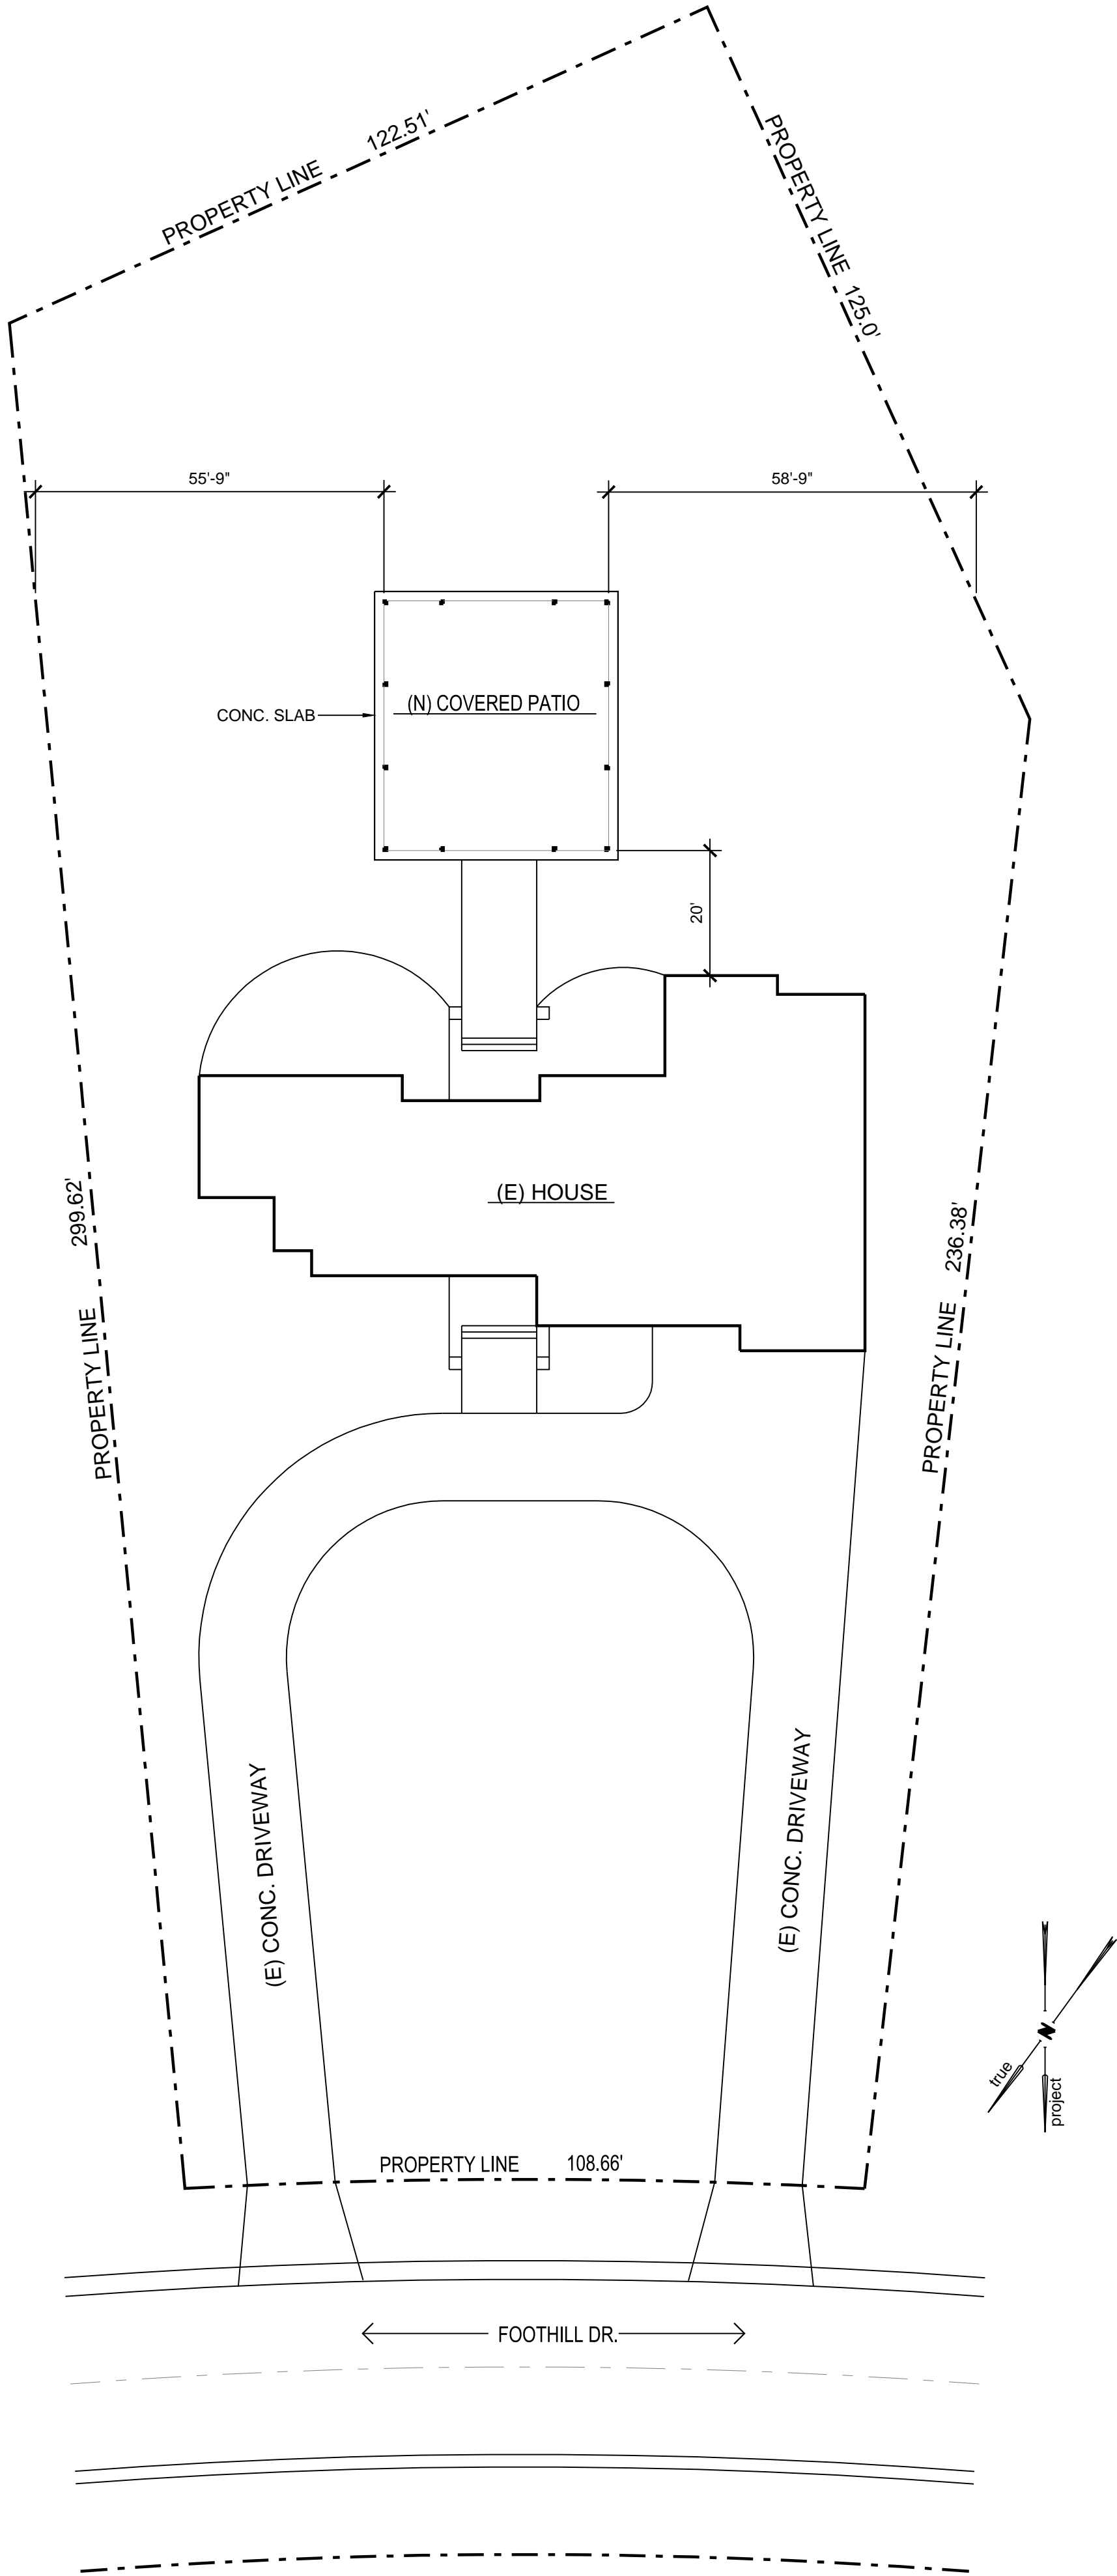 122.51'
PROPERTY LINE
PROPERTY LINE 125.0'
55'-9"
58'-9"
(N) COVERED PATIO
CONC. SLAB
20'
(E) HOUSE
PROPERTY LINE 299.62'
PROPERTY LINE 236.38'
(E) CONC. DRIVEWAY
(E) CONC. DRIVEWAY
N
true
project
PROPERTY LINE 108.66'
FOOTHILL DR.